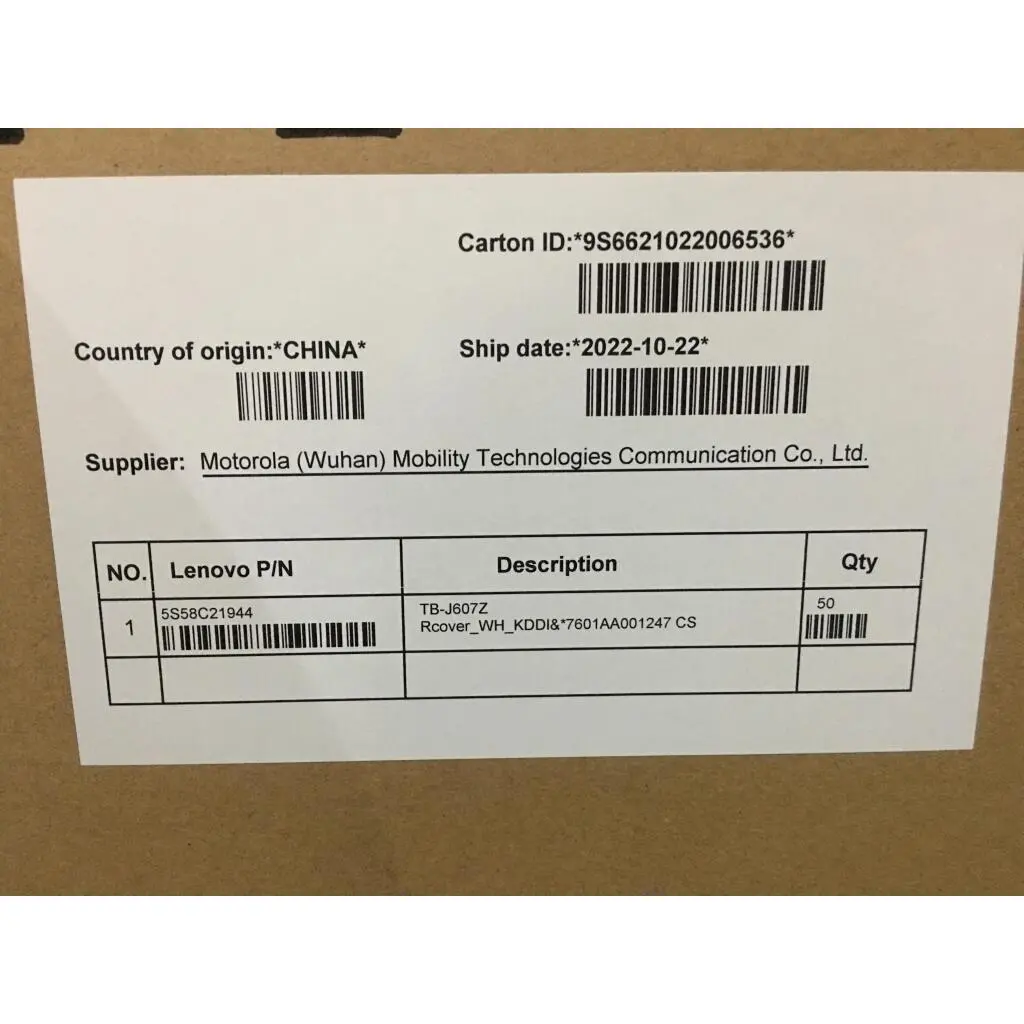 Carton ID:*9S6621022006536*
Country of origin:*CHINA*
Ship date:*2022-10-22*
Supplier: Motorola (Wuhan) Mobility Technologies Communication Co., Ltd.
NO. Lenovo P/N Description Qty
1 5S58C21944 TB-J607Z 50
Rcover_WH_KDDI&*7601AA001247 CS